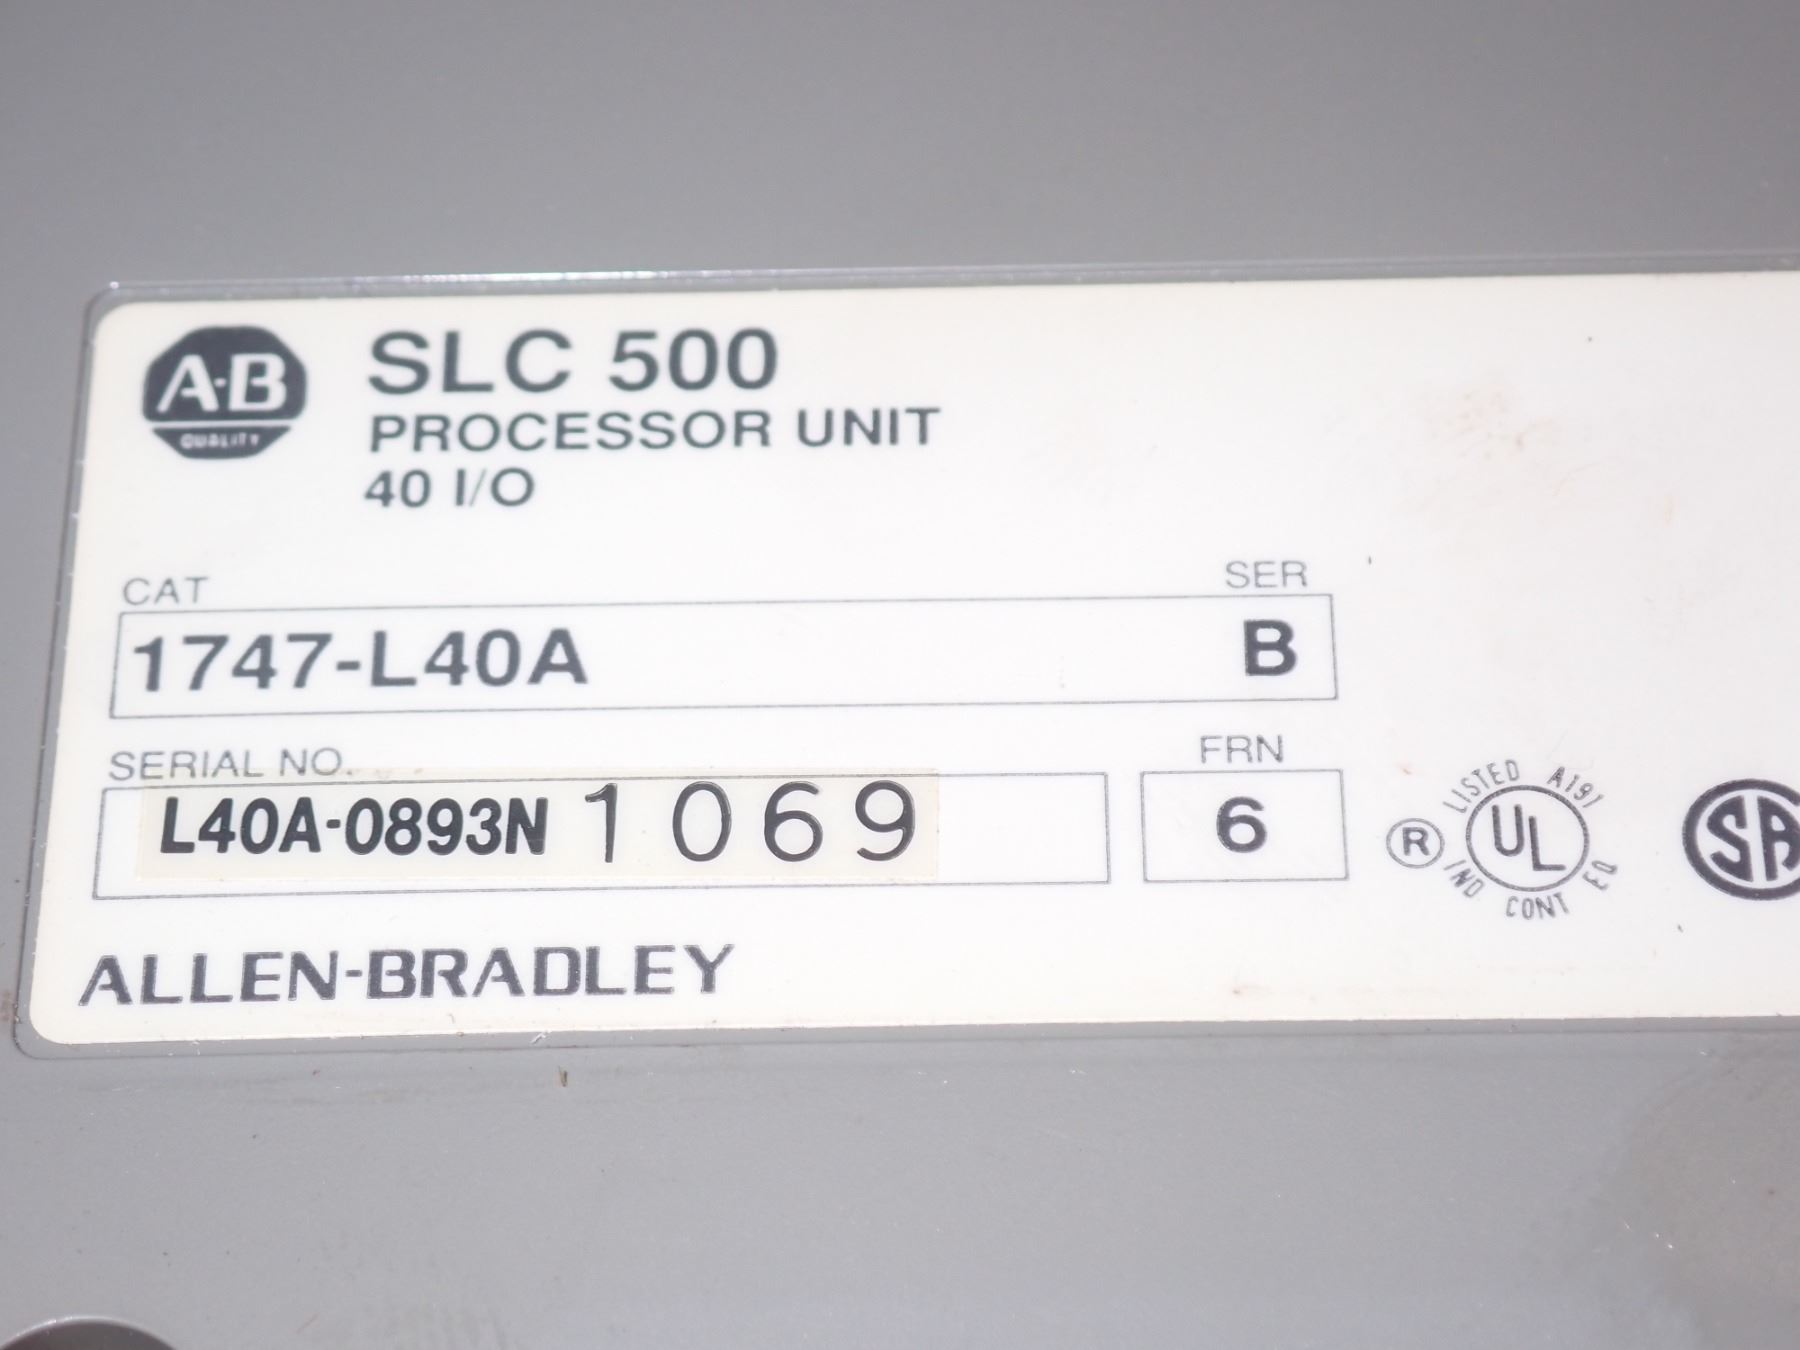 A-B
QUALITY
SLC 500
PROCESSOR UNIT
40 I/O
CAT
SER
1747-L40A
B
SERIAL NO.
FRN
L40A-0893N 1069
6
®
LISTED A191
UL
IND CONT EQ
SA
ALLEN-BRADLEY